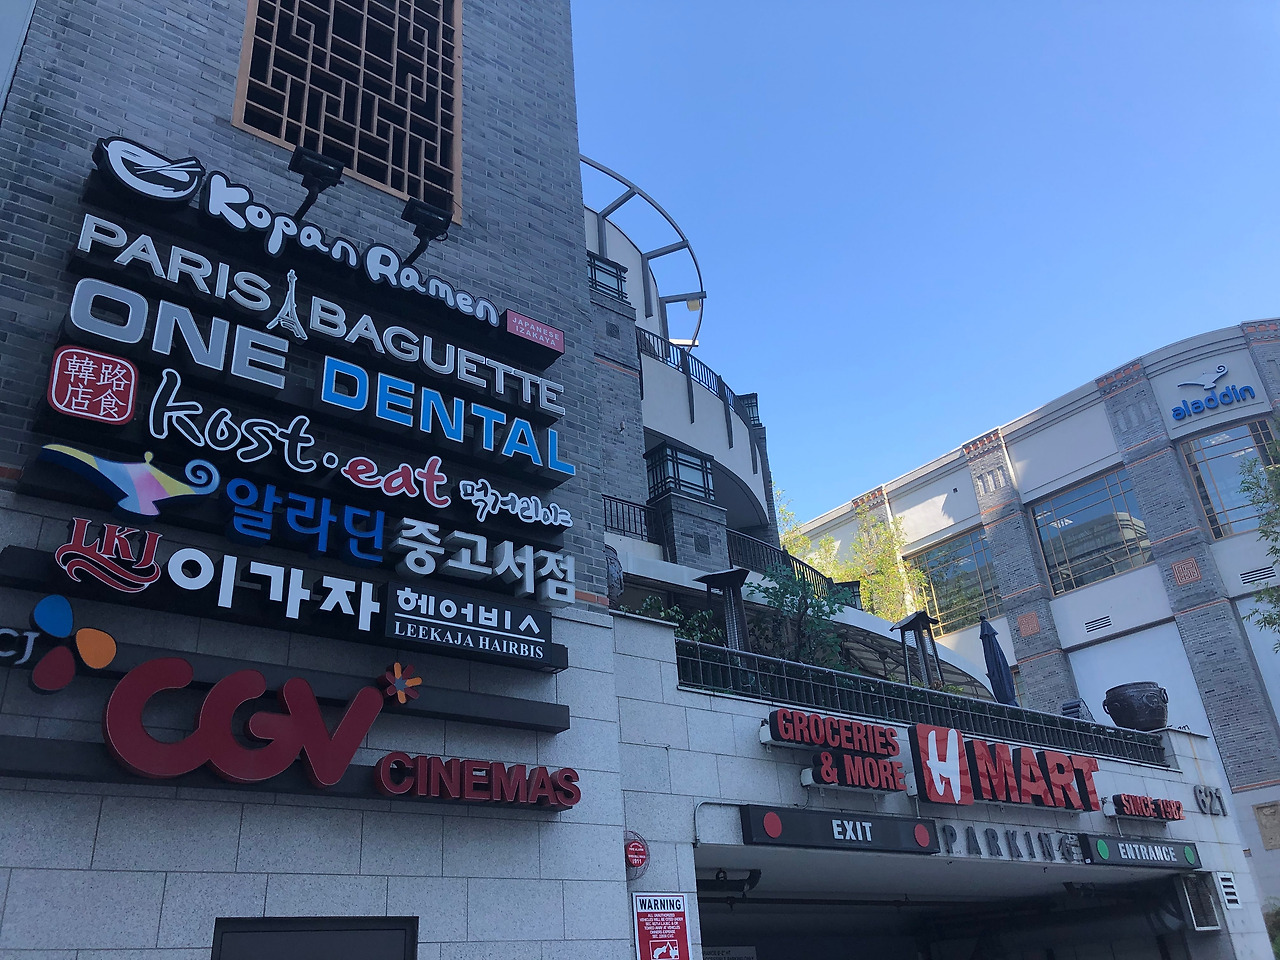 Kopan Ramen
JAPANESE
IZAKAYA
PARIS BAGUETTE
ONE DENTAL
韓路
店食
kost·eat 먹거리야
알라딘 중고서점
LKJ 이가자 헤어비스
LEEKAJA HAIRBIS
CJ
CGV CINEMAS
aladdin
GROCERIES
& MORE
H MART
SINCE 1982
621
EXIT
PARKING
ENTRANCE
WARNING